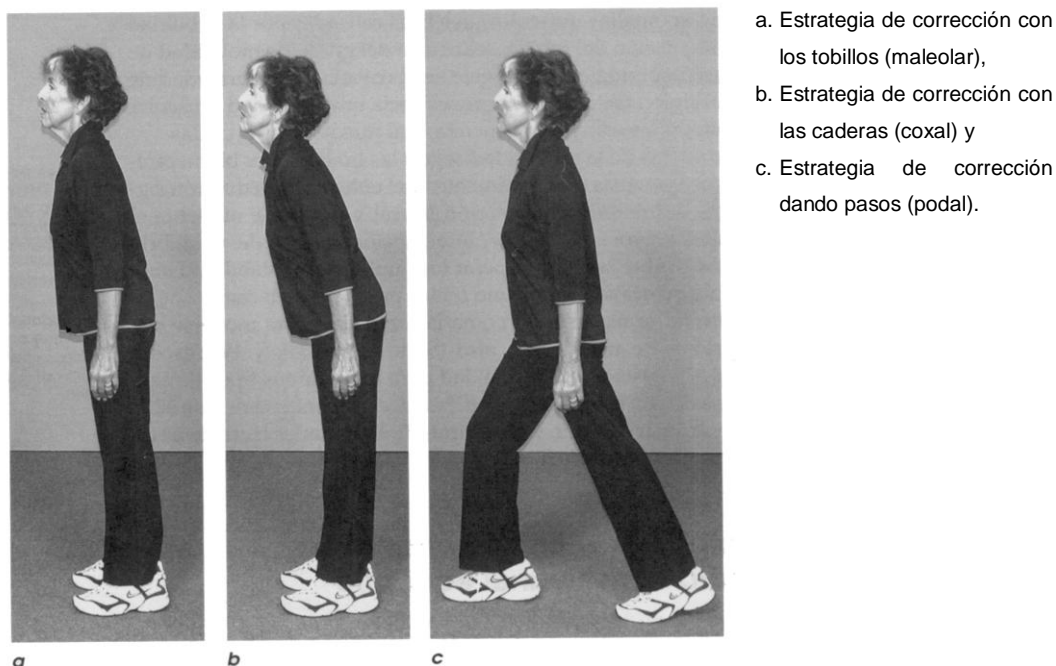 a. Estrategia de corrección con
los tobillos (maleolar),
b. Estrategia de corrección con
las caderas (coxal) y
c. Estrategia de corrección
dando pasos (podal).
a
b
c